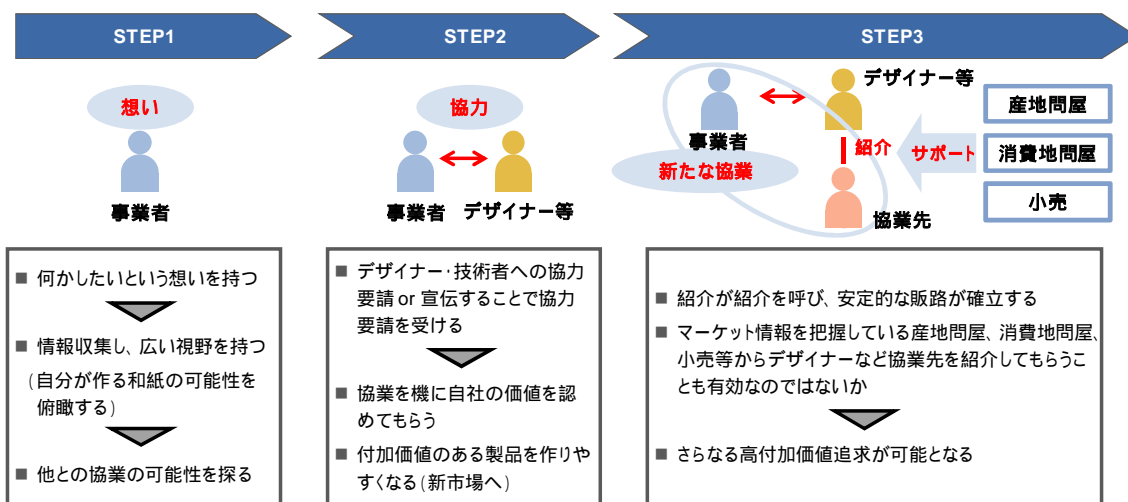 STEP1
STEP2
STEP3
想い
事業者
協力
事業者
デザイナー等
デザイナー等
事業者
紹介
新たな協業
協業先
サポート
産地問屋
消費地問屋
小売
■ 何かしたいという想いを持つ
■ 情報収集し、広い視野を持つ
(自分が作る和紙の可能性を
俯瞰する)
■ 他との協業の可能性を探る
■ デザイナー・技術者への協力
要請 or 宣伝することで協力
要請を受ける
■ 協業を機に自社の価値を認
めてもらう
■ 付加価値のある製品を作りや
すくなる(新市場へ)
■ 紹介が紹介を呼び、安定的な販路が確立する
■ マーケット情報を把握している産地問屋、消費地問屋、
小売等からデザイナーなど協業先を紹介してもらうこ
とも有効なのではないか
■ さらなる高付加価値追求が可能となる